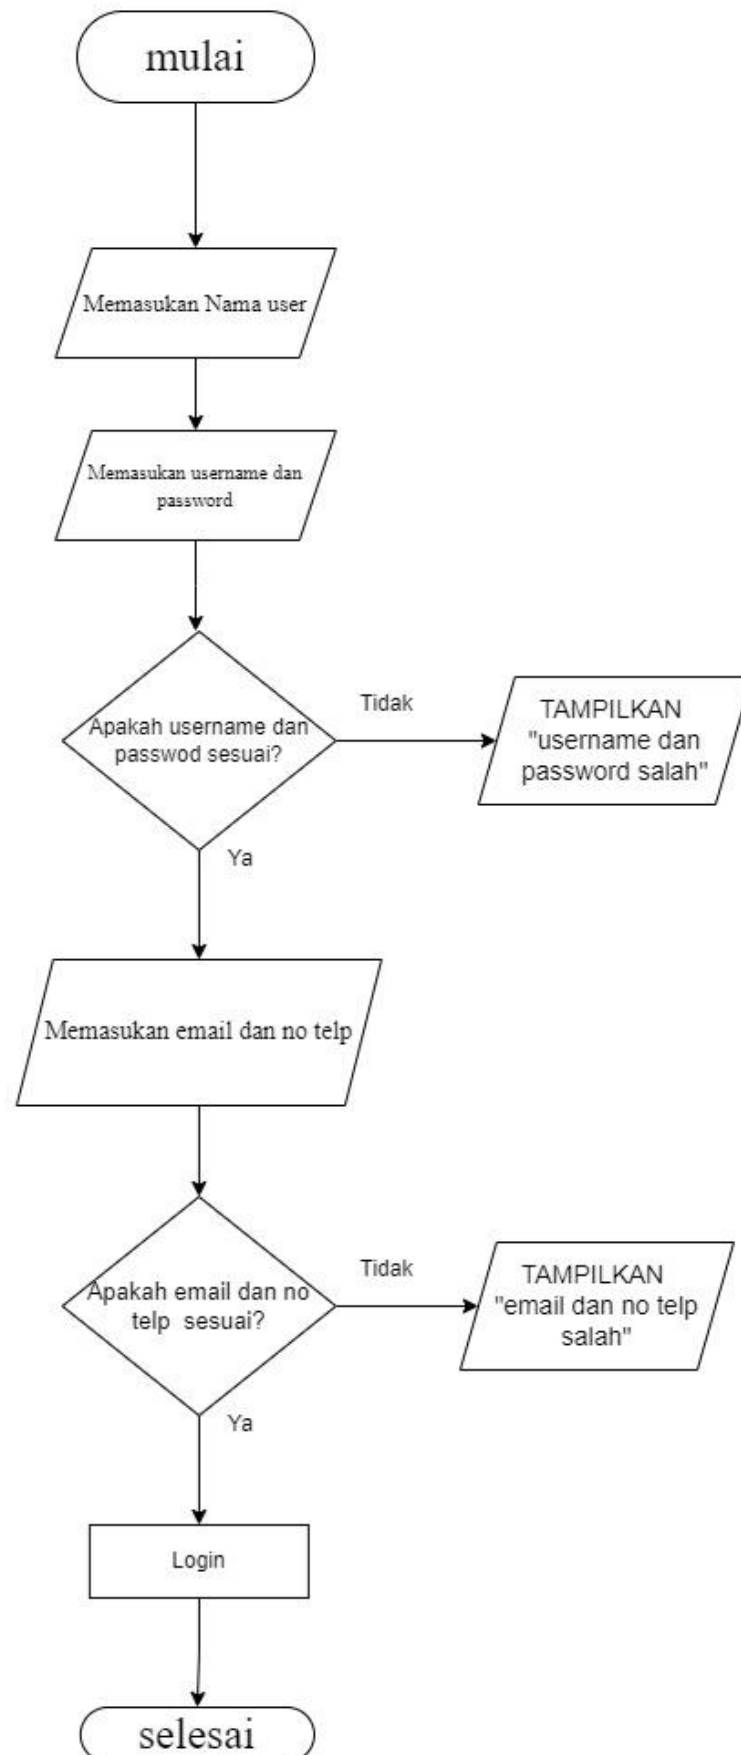 mulai
Memasukan Nama user
Memasukan username dan
password
Apakah username dan
passwod sesuai?
Tidak
TAMPILKAN
"username dan
password salah"
Ya
Memasukan email dan no telp
Apakah email dan no
telp sesuai?
Tidak
TAMPILKAN
"email dan no telp
salah"
Ya
Login
selesai